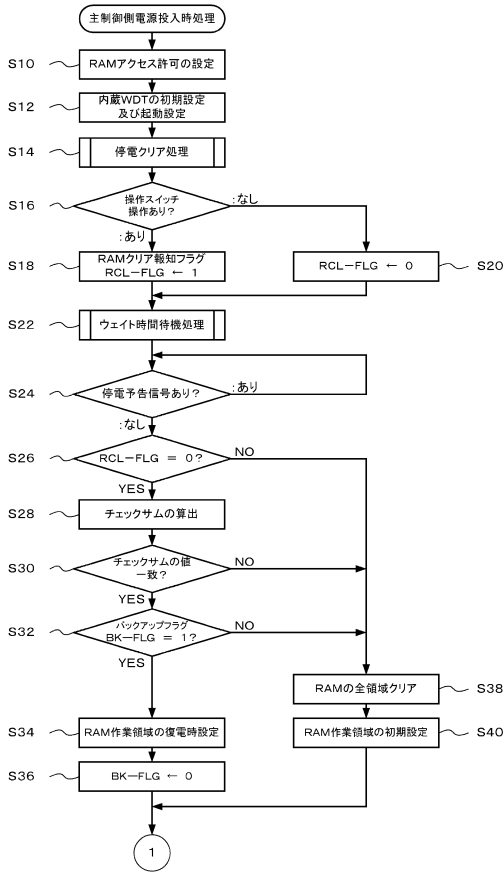 主制御側電源投入時処理
S10
RAMアクセス許可の設定
S12
内蔵WDTの初期設定
及び起動設定
S14
停電クリア処理
S16
操作スイッチ
操作あり?
:なし
:あり
S18
RAMクリア報知フラグ
RCL-FLG ← 1
RCL-FLG ← 0
S20
S22
ウェイト時間待機処理
S24
停電予告信号あり?
:あり
:なし
S26
RCL-FLG = 0?
NO
YES
S28
チェックサムの算出
S30
チェックサムの値
一致?
NO
YES
S32
バックアップフラグ
BK-FLG = 1?
NO
YES
RAMの全領域クリア
S38
S34
RAM作業領域の復電時設定
RAM作業領域の初期設定
S40
S36
BK-FLG ← 0
1